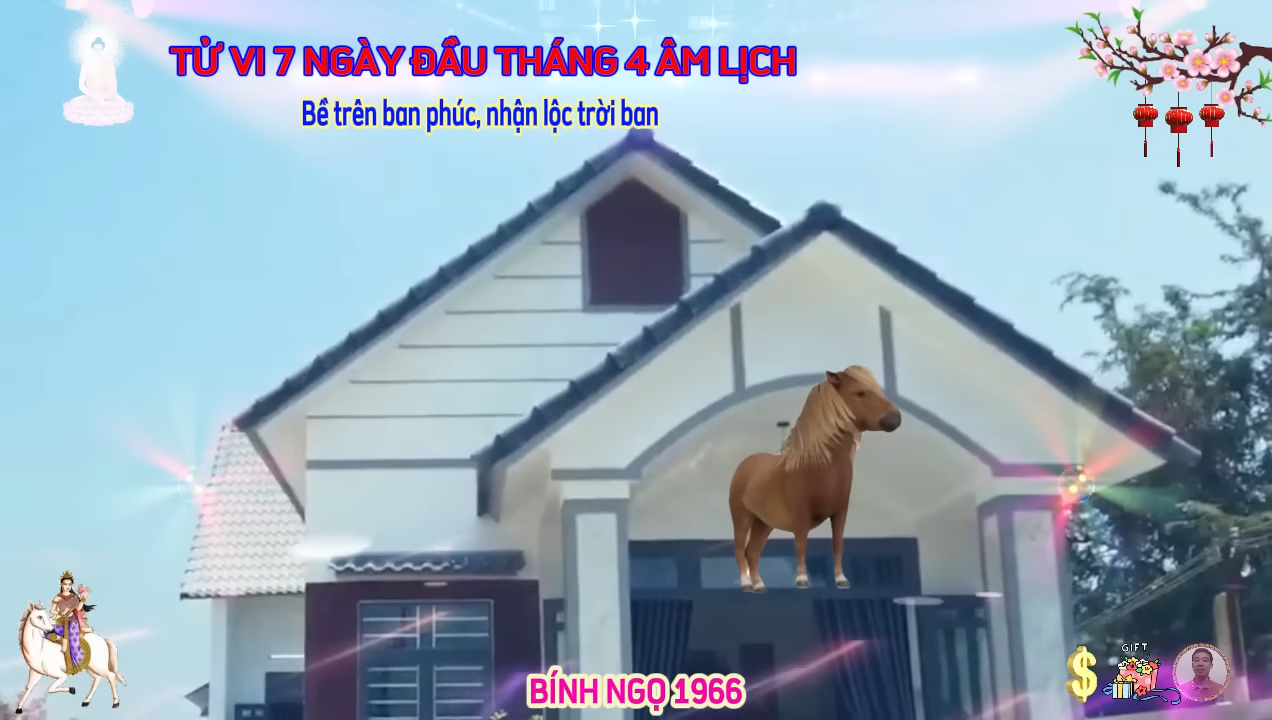 TỬ VI 7 NGÀY ĐẦU THÁNG 4 ÂM LỊCH
Bề trên ban phúc, nhận lộc trời ban
GIFT
BÍNH NGỌ 1966